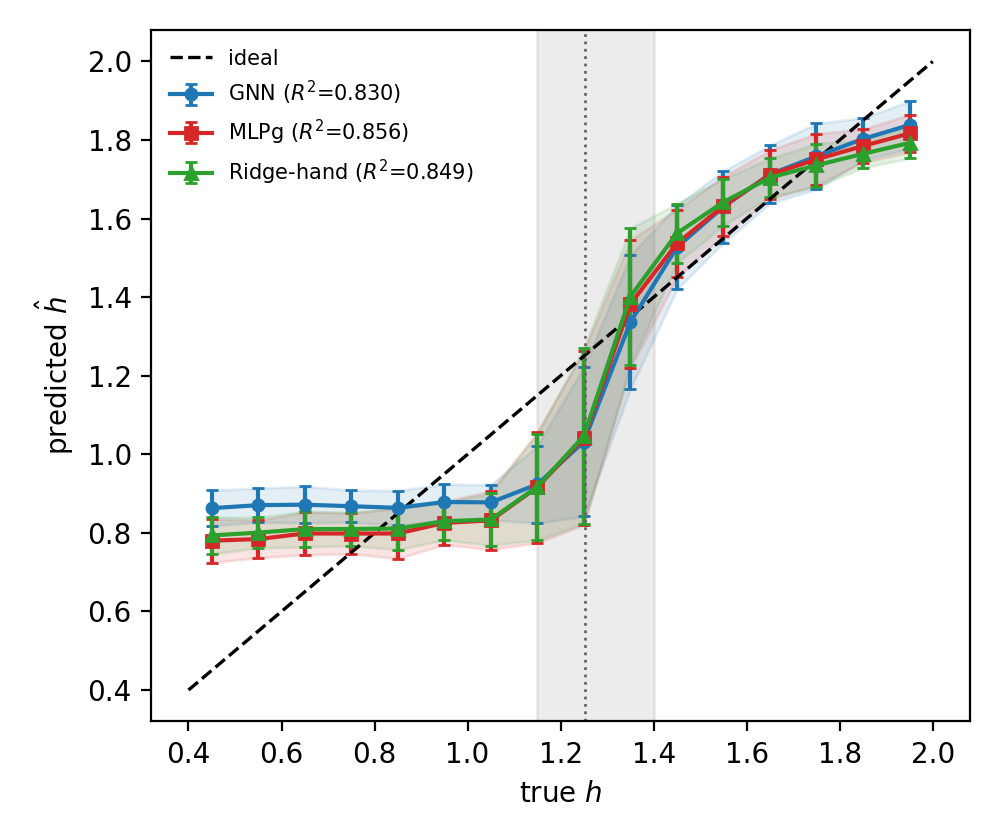 ideal
GNN (R²=0.830)
MLPg (R²=0.856)
Ridge-hand (R²=0.849)
predicted ĥ
2.0
1.8
1.6
1.4
1.2
1.0
0.8
0.6
0.4
0.4 0.6 0.8 1.0 1.2 1.4 1.6 1.8 2.0
true h